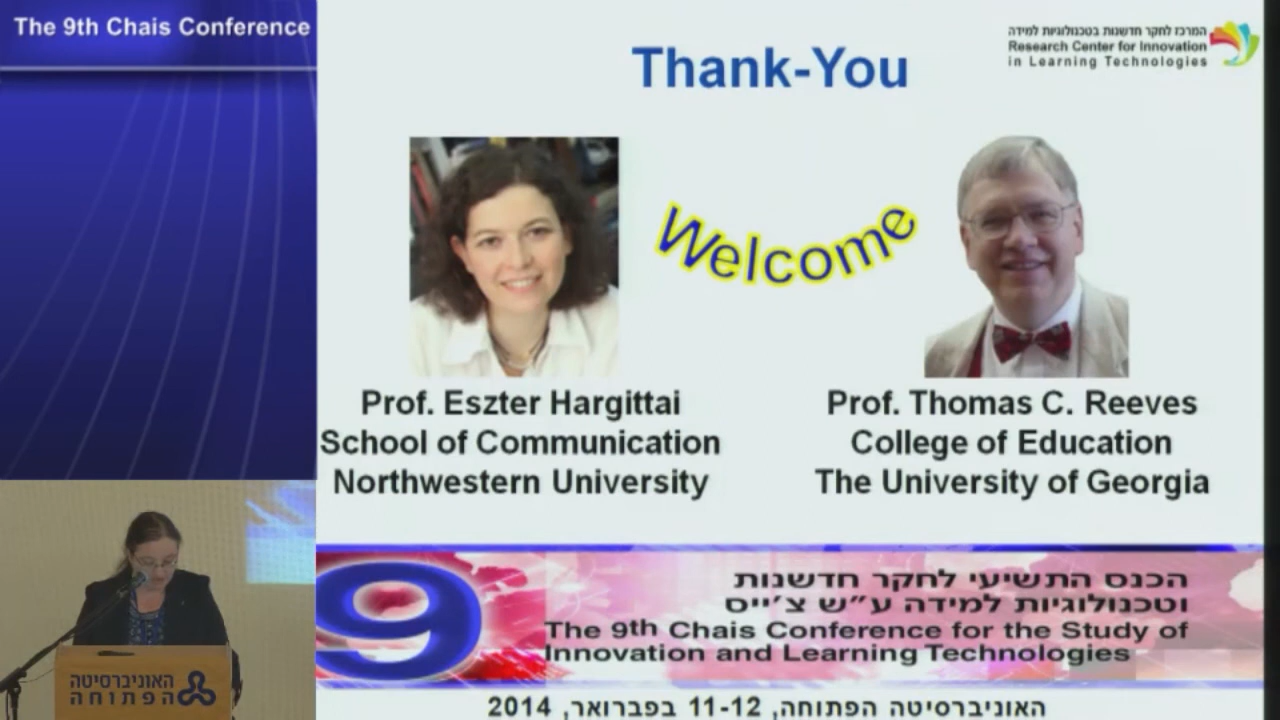 The 9th Chais Conference
המרכז לחקר חדשנות בטכנולוגיות למידה
Research Center for Innovation
in Learning Technologies
Thank-You
Welcome
Prof. Eszter Hargittai
School of Communication
Northwestern University
Prof. Thomas C. Reeves
College of Education
The University of Georgia
9
הכנס התשיעי לחקר חדשנות
וטכנולוגיות למידה ע״ש צ׳ייס
The 9th Chais Conference for the Study of
Innovation and Learning Technologies
האוניברסיטה הפתוחה, 11-12 בפברואר, 2014
האוניברסיטה
הפתוחה